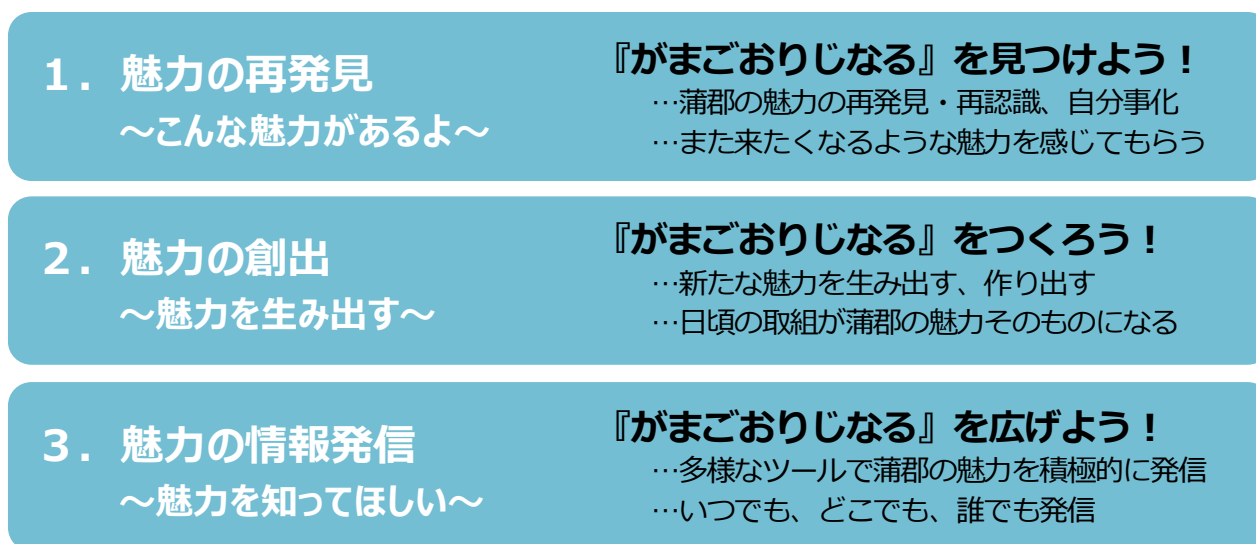 １．魅力の再発見
～こんな魅力があるよ～
『がまごおりじなる』を見つけよう！
…蒲郡の魅力の再発見・再認識、自分事化
…また来たくなるような魅力を感じてもらう
２．魅力の創出
～魅力を生み出す～
『がまごおりじなる』をつくろう！
…新たな魅力を生み出す、作り出す
…日頃の取組が蒲郡の魅力そのものになる
３．魅力の情報発信
～魅力を知ってほしい～
『がまごおりじなる』を広げよう！
…多様なツールで蒲郡の魅力を積極的に発信
…いつでも、どこでも、誰でも発信